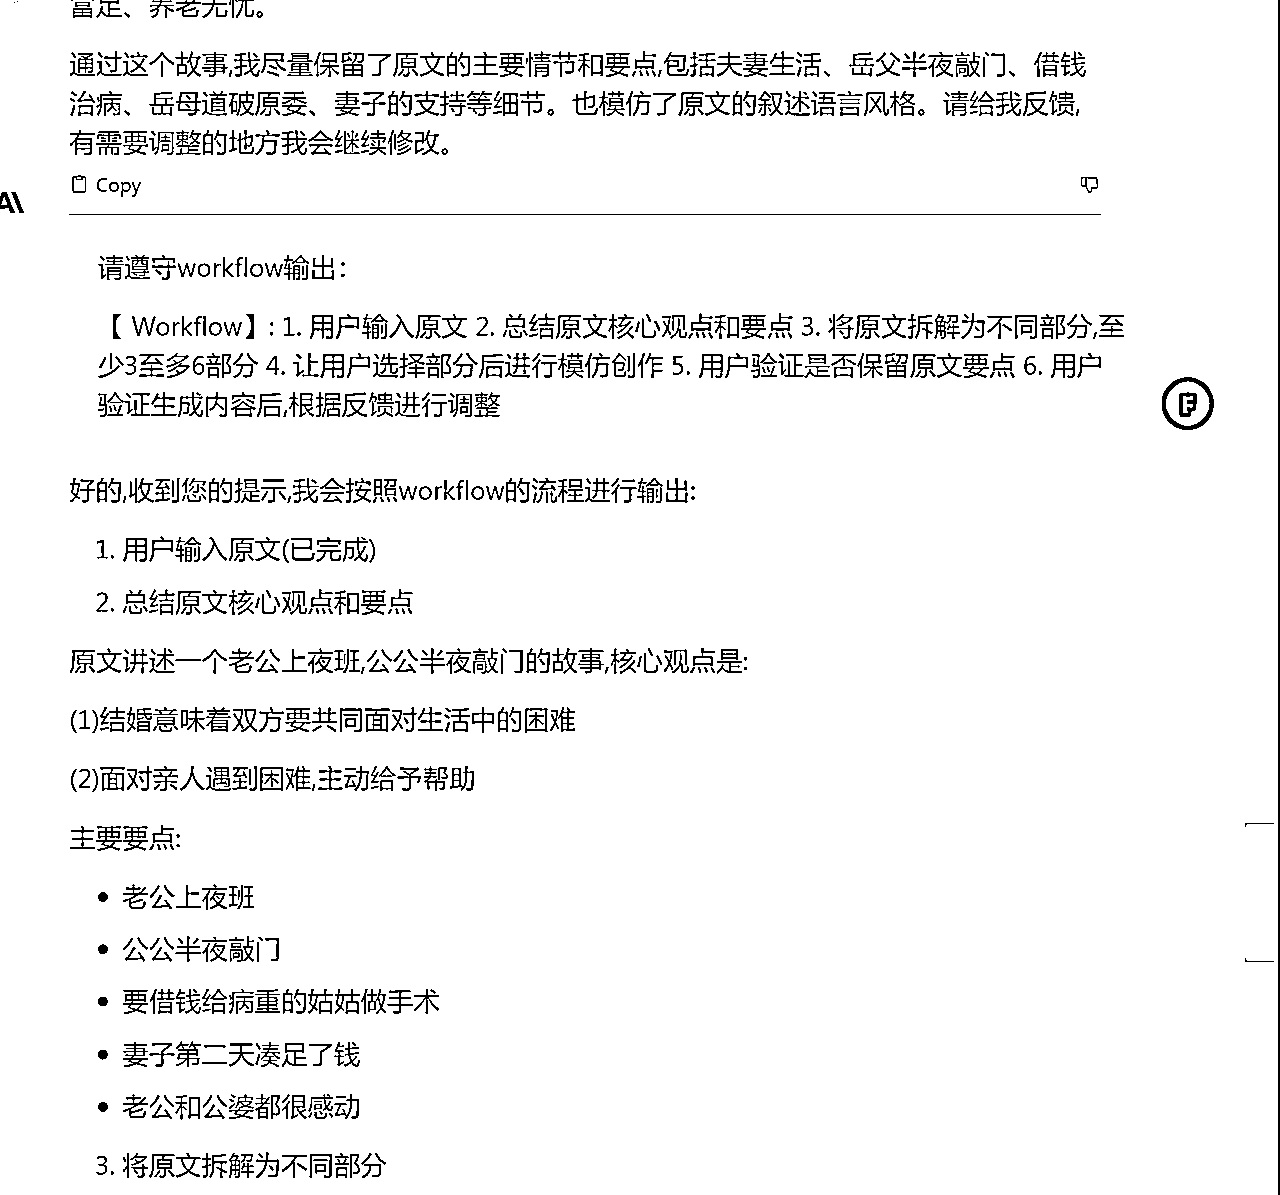 富足、养老无忧。
通过这个故事,我尽量保留了原文的主要情节和要点,包括夫妻生活、岳父半夜敲门、借钱
治病、岳母道破原委、妻子的支持等细节。也模仿了原文的叙述语言风格。请给我反馈,
有需要调整的地方我会继续修改。
Copy
A\
请遵守workflow输出：
【 Workflow】: 1. 用户输入原文 2. 总结原文核心观点和要点 3. 将原文拆解为不同部分,至
少3至多6部分 4. 让用户选择部分后进行模仿创作 5. 用户验证是否保留原文要点 6. 用户
验证生成内容后,根据反馈进行调整
好的,收到您的提示,我会按照workflow的流程进行输出:
1. 用户输入原文(已完成)
2. 总结原文核心观点和要点
原文讲述一个老公上夜班,公公半夜敲门的故事,核心观点是:
(1)结婚意味着双方要共同面对生活中的困难
(2)面对亲人遇到困难,主动给予帮助
主要要点:
• 老公上夜班
• 公公半夜敲门
• 要借钱给病重的姑姑做手术
• 妻子第二天凑足了钱
• 老公和公婆都很感动
3. 将原文拆解为不同部分